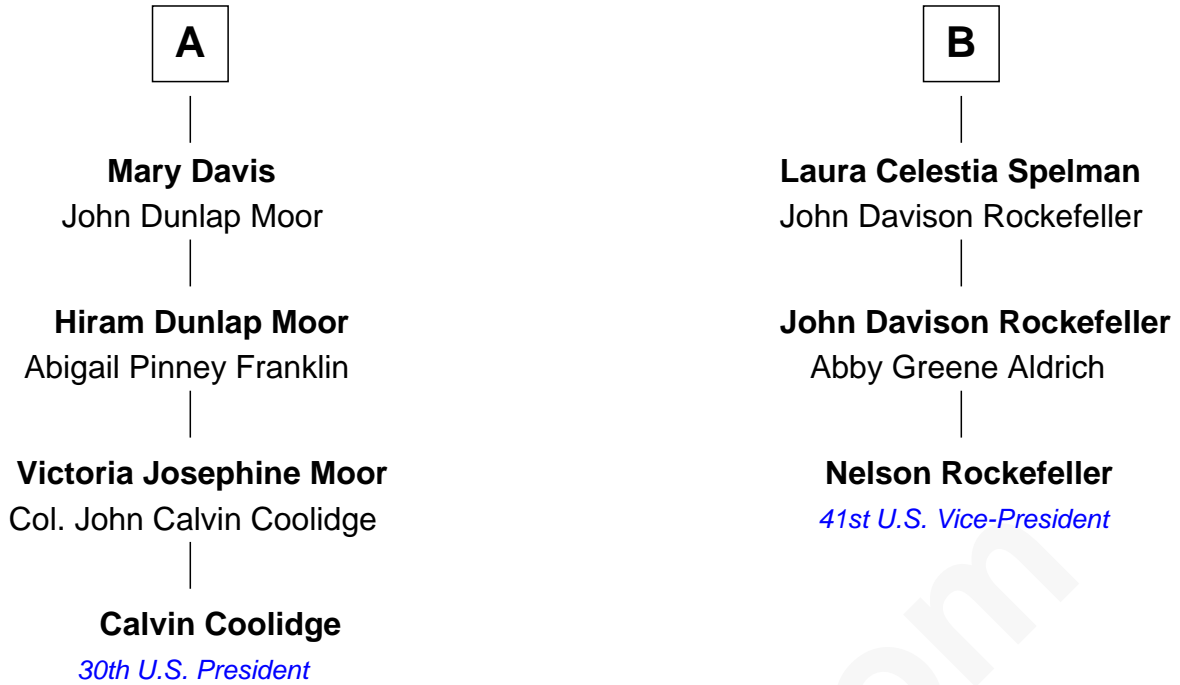 A
Mary Davis
John Dunlap Moor
Hiram Dunlap Moor
Abigail Pinney Franklin
Victoria Josephine Moor
Col. John Calvin Coolidge
Calvin Coolidge
30th U.S. President
B
Laura Celestia Spelman
John Davison Rockefeller
John Davison Rockefeller
Abby Greene Aldrich
Nelson Rockefeller
41st U.S. Vice-President
om